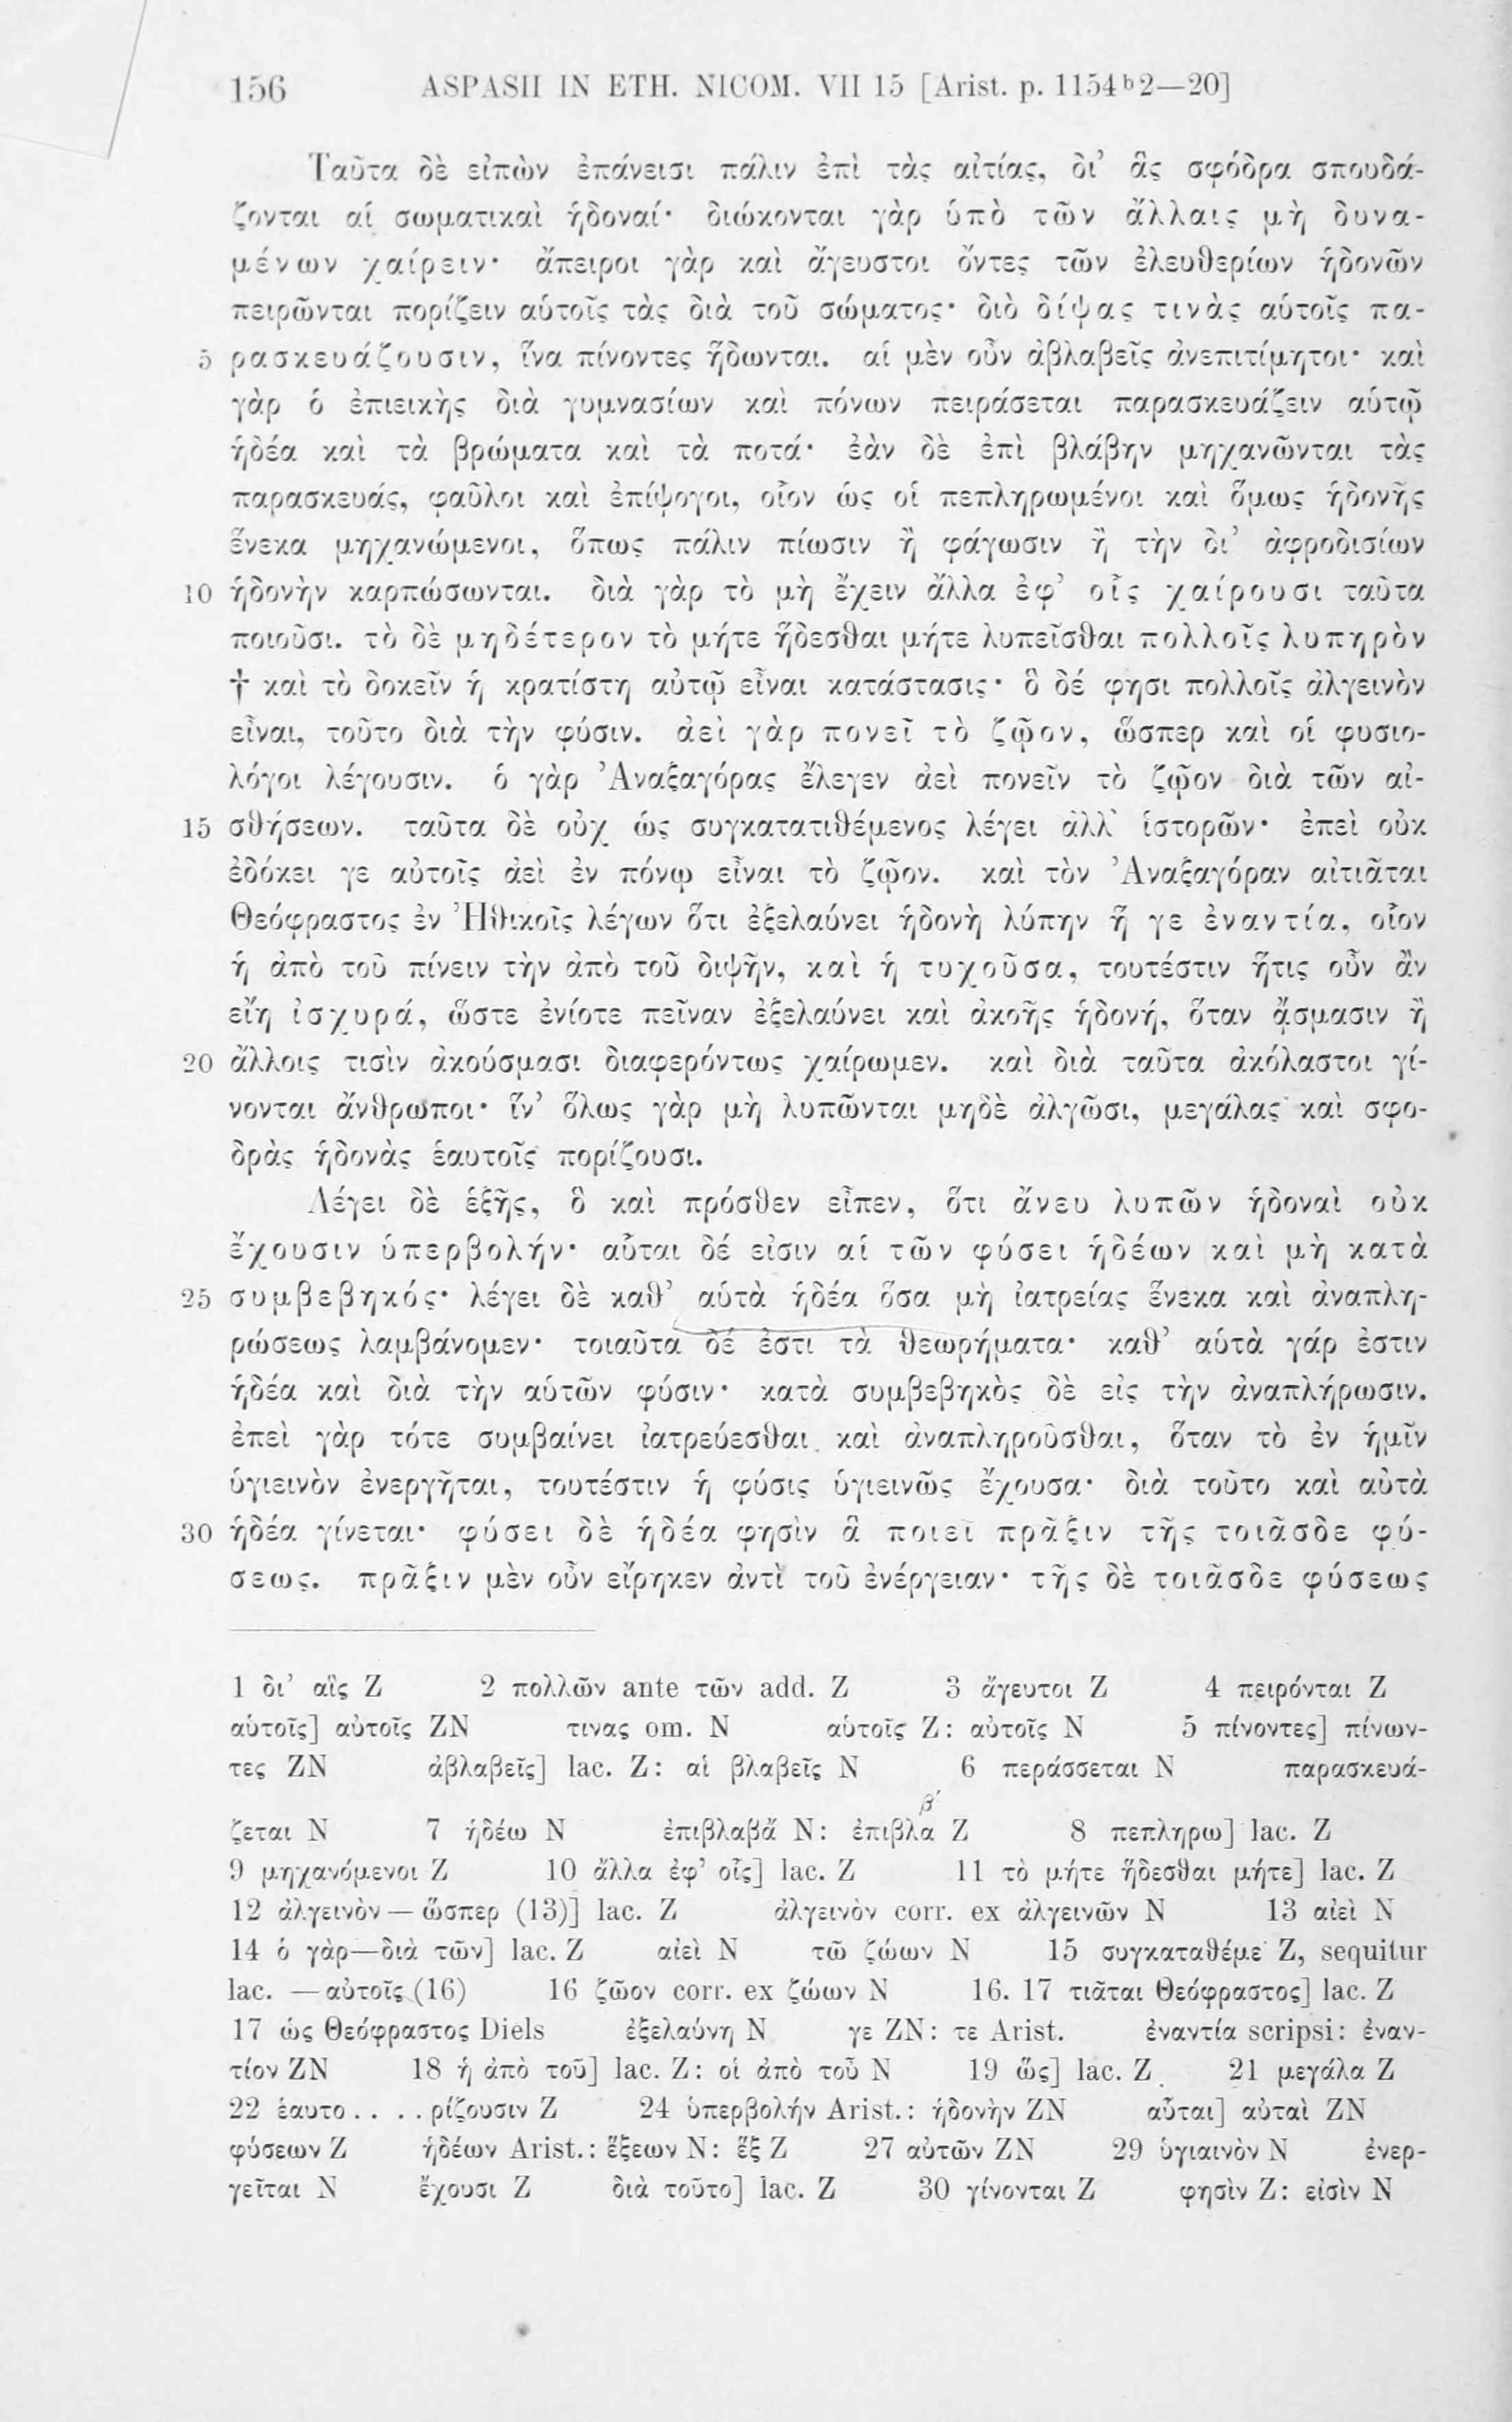 156 ASPASII IN ETH. NICOM. VII 15 [Arist. p. 1154ᵇ2—20]
Ταῦτα δὲ εἰπὼν ἐπάνεισι πάλιν ἐπὶ τὰς αἰτίας, δι’ ἃς σφόδρα σπουδά-
ζονται αἱ σωματικαὶ ἡδοναί· διώκονται γὰρ ὑπὸ τῶν ἄλλαις μὴ δυνα-
μένων χαίρειν· ἄπειροι γὰρ καὶ ἄγευστοι ὄντες τῶν ἐλευθερίων ἡδονῶν
πειρῶνται πορίζειν αὑτοῖς τὰς διὰ τοῦ σώματος· διὸ δίψας τινὰς αὑτοῖς πα-
5 ρασκευάζουσιν, ἵνα πίνοντες ἥδωνται. αἱ μὲν οὖν ἀβλαβεῖς ἀνεπιτίμητοι· καὶ
γὰρ ὁ ἐπιεικὴς διὰ γυμνασίων καὶ πόνων πειράσεται παρασκευάζειν αὑτῷ
ἡδέα καὶ τὰ βρώματα καὶ τὰ ποτά· ἐὰν δὲ ἐπὶ βλάβην μηχανῶνται τὰς
παρασκευάς, φαῦλοι καὶ ἐπίψογοι, οἷον ὡς οἱ πεπληρωμένοι καὶ ὅμως ἡδονῆς
ἕνεκα μηχανώμενοι, ὅπως πάλιν πίωσιν ἢ φάγωσιν ἢ τὴν δι’ ἀφροδισίων
10 ἡδονὴν καρπώσωνται. διὰ γὰρ τὸ μὴ ἔχειν ἄλλα ἐφ’ οἷς χαίρουσι ταῦτα
ποιοῦσι. τὸ δὲ μηδέτερον τὸ μήτε ἥδεσθαι μήτε λυπεῖσθαι πολλοῖς λυπηρὸν
† καὶ τὸ δοκεῖν ἡ κρατίστη αὐτῷ εἶναι κατάστασις· ὃ δέ φησι πολλοῖς ἀλγεινὸν
εἶναι, τοῦτο διὰ τὴν φύσιν. ἀεὶ γὰρ πονεῖ τὸ ζῷον, ὥσπερ καὶ οἱ φυσιο-
λόγοι λέγουσιν. ὁ γὰρ Ἀναξαγόρας ἔλεγεν ἀεὶ πονεῖν τὸ ζῷον διὰ τῶν αἰ-
15 σθήσεων. ταῦτα δὲ οὐχ ὡς συγκατατιθέμενος λέγει ἀλλ’ ἱστορῶν· ἐπεὶ οὐκ
ἐδόκει γε αὐτοῖς ἀεὶ ἐν πόνῳ εἶναι τὸ ζῷον. καὶ τὸν Ἀναξαγόραν αἰτιᾶται
Θεόφραστος ἐν Ἠθικοῖς λέγων ὅτι ἐξελαύνει ἡδονὴ λύπην ἥ γε ἐναντία, οἷον
ἡ ἀπὸ τοῦ πίνειν τὴν ἀπὸ τοῦ διψῆν, καὶ ἡ τυχοῦσα, τουτέστιν ἥτις οὖν ἂν
εἴη ἰσχυρά, ὥστε ἐνίοτε πεῖναν ἐξελαύνει καὶ ἀκοῆς ἡδονή, ὅταν ᾄσμασιν ἢ
20 ἄλλοις τισὶν ἀκούσμασι διαφερόντως χαίρωμεν. καὶ διὰ ταῦτα ἀκόλαστοι γί-
νονται ἄνθρωποι· ἵν’ ὅλως γὰρ μὴ λυπῶνται μηδὲ ἀλγῶσι, μεγάλας καὶ σφο-
δρὰς ἡδονὰς ἑαυτοῖς πορίζουσι.
Λέγει δὲ ἑξῆς, ὃ καὶ πρόσθεν εἶπεν, ὅτι ἄνευ λυπῶν ἡδοναὶ οὐκ
ἔχουσιν ὑπερβολήν· αὗται δέ εἰσιν αἱ τῶν φύσει ἡδέων καὶ μὴ κατὰ
25 συμβεβηκός· λέγει δὲ καθ’ αὑτὰ ἡδέα ὅσα μὴ ἰατρείας ἕνεκα καὶ ἀναπλη-
ρώσεως λαμβάνομεν· τοιαῦτα δέ ἐστι τὰ θεωρήματα· καθ’ αὑτὰ γάρ ἐστιν
ἡδέα καὶ διὰ τὴν αὑτῶν φύσιν· κατὰ συμβεβηκὸς δὲ εἰς τὴν ἀναπλήρωσιν.
ἐπεὶ γὰρ τότε συμβαίνει ἰατρεύεσθαι καὶ ἀναπληροῦσθαι, ὅταν τὸ ἐν ἡμῖν
ὑγιεινὸν ἐνεργῆται, τουτέστιν ἡ φύσις ὑγιεινῶς ἔχουσα· διὰ τοῦτο καὶ αὐτὰ
30 ἡδέα γίνεται· φύσει δὲ ἡδέα φησὶν ἃ ποιεῖ πρᾶξιν τῆς τοιᾶσδε φύ-
σεως. πρᾶξιν μὲν οὖν εἴρηκεν ἀντὶ τοῦ ἐνέργειαν· τῆς δὲ τοιᾶσδε φύσεως
1 δι’ αἷς Z 2 πολλῶν ante τῶν add. Z 3 ἄγευτοι Z 4 πειρόνται Z
αὑτοῖς] αὐτοῖς ZN τινας om. N αὑτοῖς Z: αὐτοῖς N 5 πίνοντες] πίνων-
τες ZN ἀβλαβεῖς] lac. Z: αἱ βλαβεῖς N 6 περάσσεται N παρασκευά-
ζεται N 7 ἡδέω N ἐπιβλαβᾶ N: ἐπιβλα β́ Z 8 πεπληρω] lac. Z
9 μηχανόμενοι Z 10 ἄλλα ἐφ’ οἷς] lac. Z 11 τὸ μήτε ἥδεσθαι μήτε] lac. Z
12 ἀλγεινὸν — ὥσπερ (13)] lac. Z ἀλγεινὸν corr. ex ἀλγεινῶν N 13 αἰεὶ N
14 ὁ γὰρ—διὰ τῶν] lac. Z αἰεὶ N τῶ ζώων N 15 συγκαταθέμε Z, sequitur
lac. — αὐτοῖς (16) 16 ζῶον corr. ex ζώων N 16. 17 τιᾶται Θεόφραστος] lac. Z
17 ὡς Θεόφραστος Diels ἐξελαύνη N γε ZN: τε Arist. ἐναντία scripsi: ἐναν-
τίον ZN 18 ἡ ἀπὸ τοῦ] lac. Z: οἱ ἀπὸ τοῦ N 19 ὥς] lac. Z 21 μεγάλα Z
22 ἑαυτο.. ..ρίζουσιν Z 24 ὑπερβολήν Arist.: ἡδονὴν ZN αὗται] αὐταὶ ZN
φύσεων Z ἡδέων Arist.: ἕξεων N: ἕξ Z 27 αὐτῶν ZN 29 ὑγιαινὸν N ἐνερ-
γεῖται N ἔχουσι Z διὰ τοῦτο] lac. Z 30 γίνονται Z φησὶν Z: εἰσὶν N